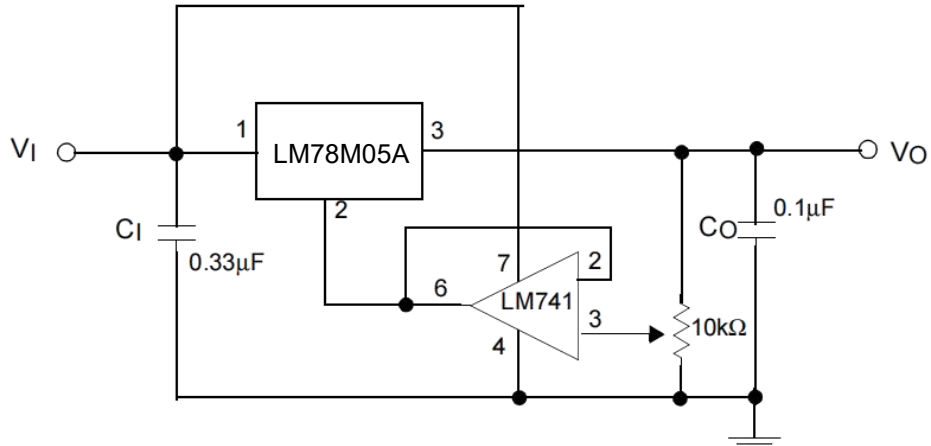 1
3
VI
LM78M05A
VO
2
CI
0.33μF
CO
0.1μF
7
2
6
LM741
3
4
10kΩ